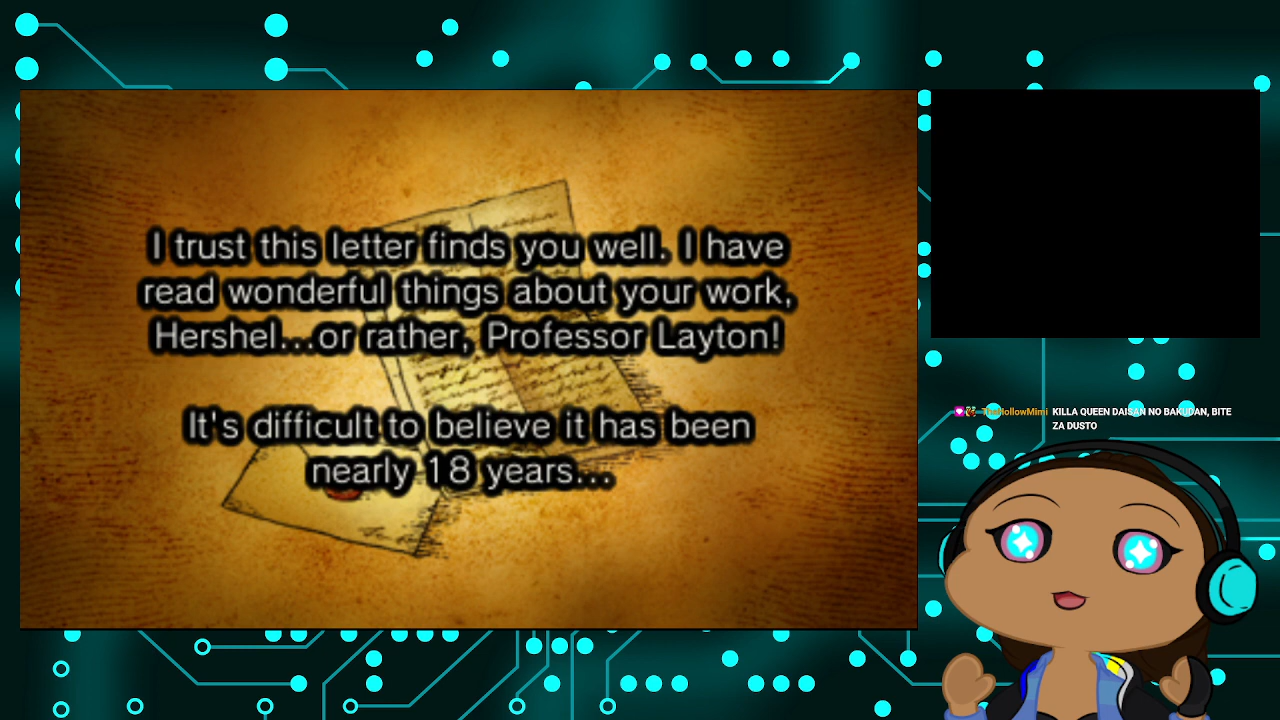 I trust this letter finds you well. I have
read wonderful things about your work,
Hershel...or rather, Professor Layton!
It's difficult to believe it has been
nearly 18 years...
TheHollowMimi KILLA QUEEN DAISAN NO BAKUDAN, BITE
ZA DUSTO